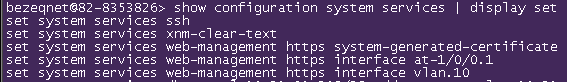 bezeqnet@82-8353826> show configuration system services | display set
set system services ssh
set system services xnm-clear-text
set system services web-management https system-generated-certificate
set system services web-management https interface at-1/0/0.1
set system services web-management https interface vlan.10